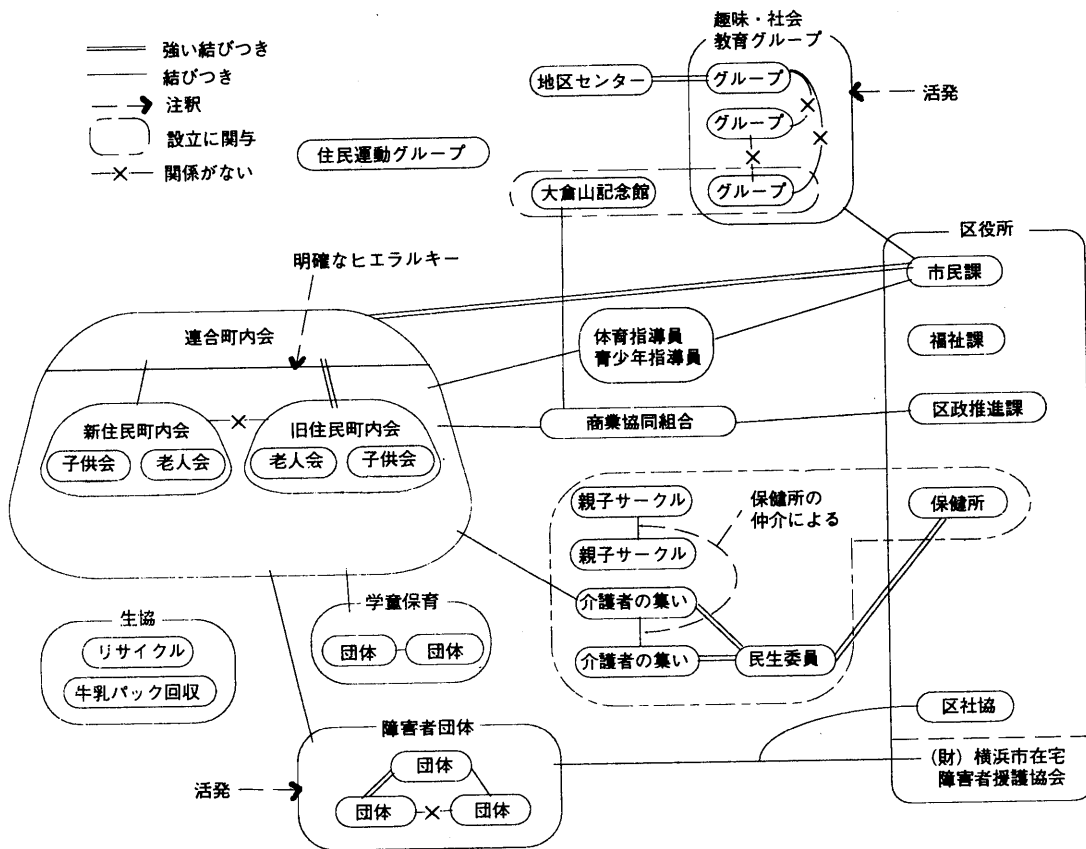 強い結びつき
結びつき
注釈
設立に関与
関係がない
趣味・社会
教育グループ
地区センター
グループ
活発
グループ
住民運動グループ
大倉山記念館
グループ
区役所
明確なヒエラルキー
市民課
連合町内会
体育指導員
青少年指導員
福祉課
新住民町内会
旧住民町内会
商業協同組合
区政推進課
子供会
老人会
老人会
子供会
親子サークル
保健所の
仲介による
保健所
親子サークル
学童保育
介護者の集い
生協
リサイクル
団体
団体
介護者の集い
民生委員
牛乳パック回収
区社協
障害者団体
(財)横浜市在宅
障害者援護協会
団体
活発
団体
団体